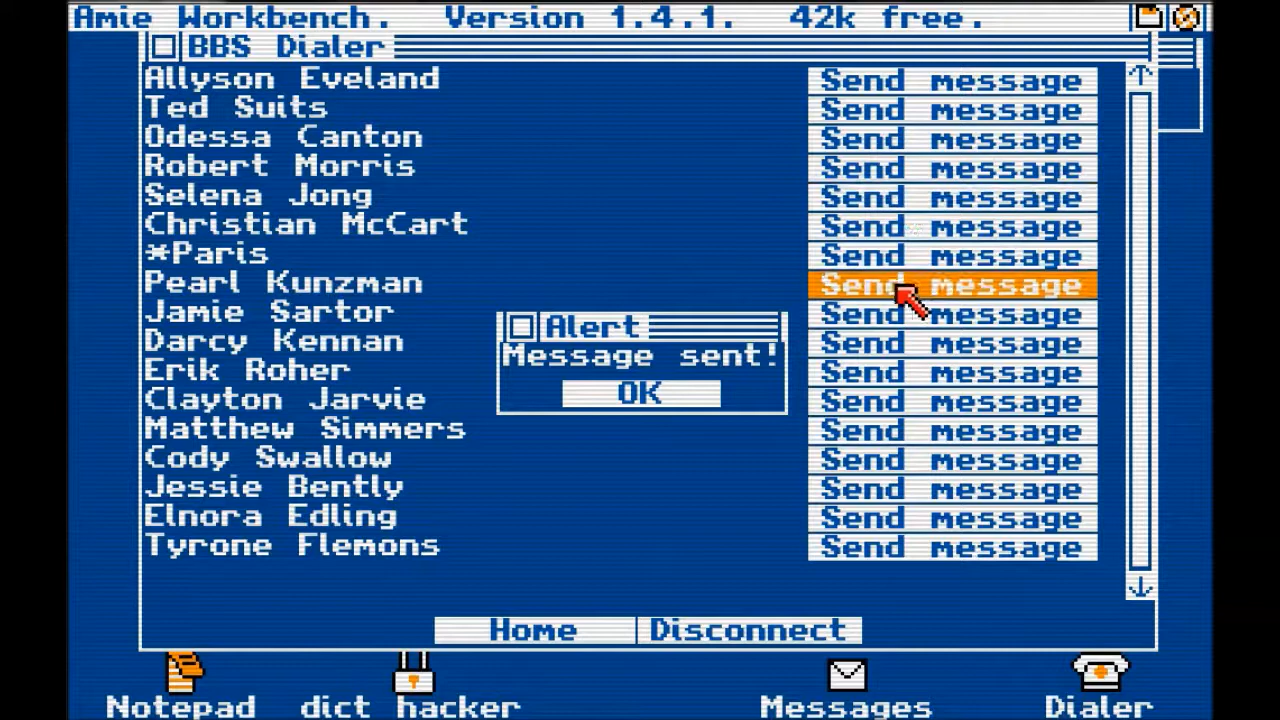 Amie Workbench. Version 1.4.1. 42k free.
BBS Dialer
Allyson Eveland Send message
Ted Suits Send message
Odessa Canton Send message
Robert Morris Send message
Selena Jong Send message
Christian McCart Send message
*Paris Send message
Pearl Kunzman Send message
Jamie Sartor Send message
Darcy Kennan Send message
Erik Roher Send message
Clayton Jarvie Send message
Matthew Simmers Send message
Cody Swallow Send message
Jessie Bently Send message
Elnora Edling Send message
Tyrone Flemons Send message
Alert
Message sent!
OK
Home Disconnect
Notepad dict hacker Messages Dialer